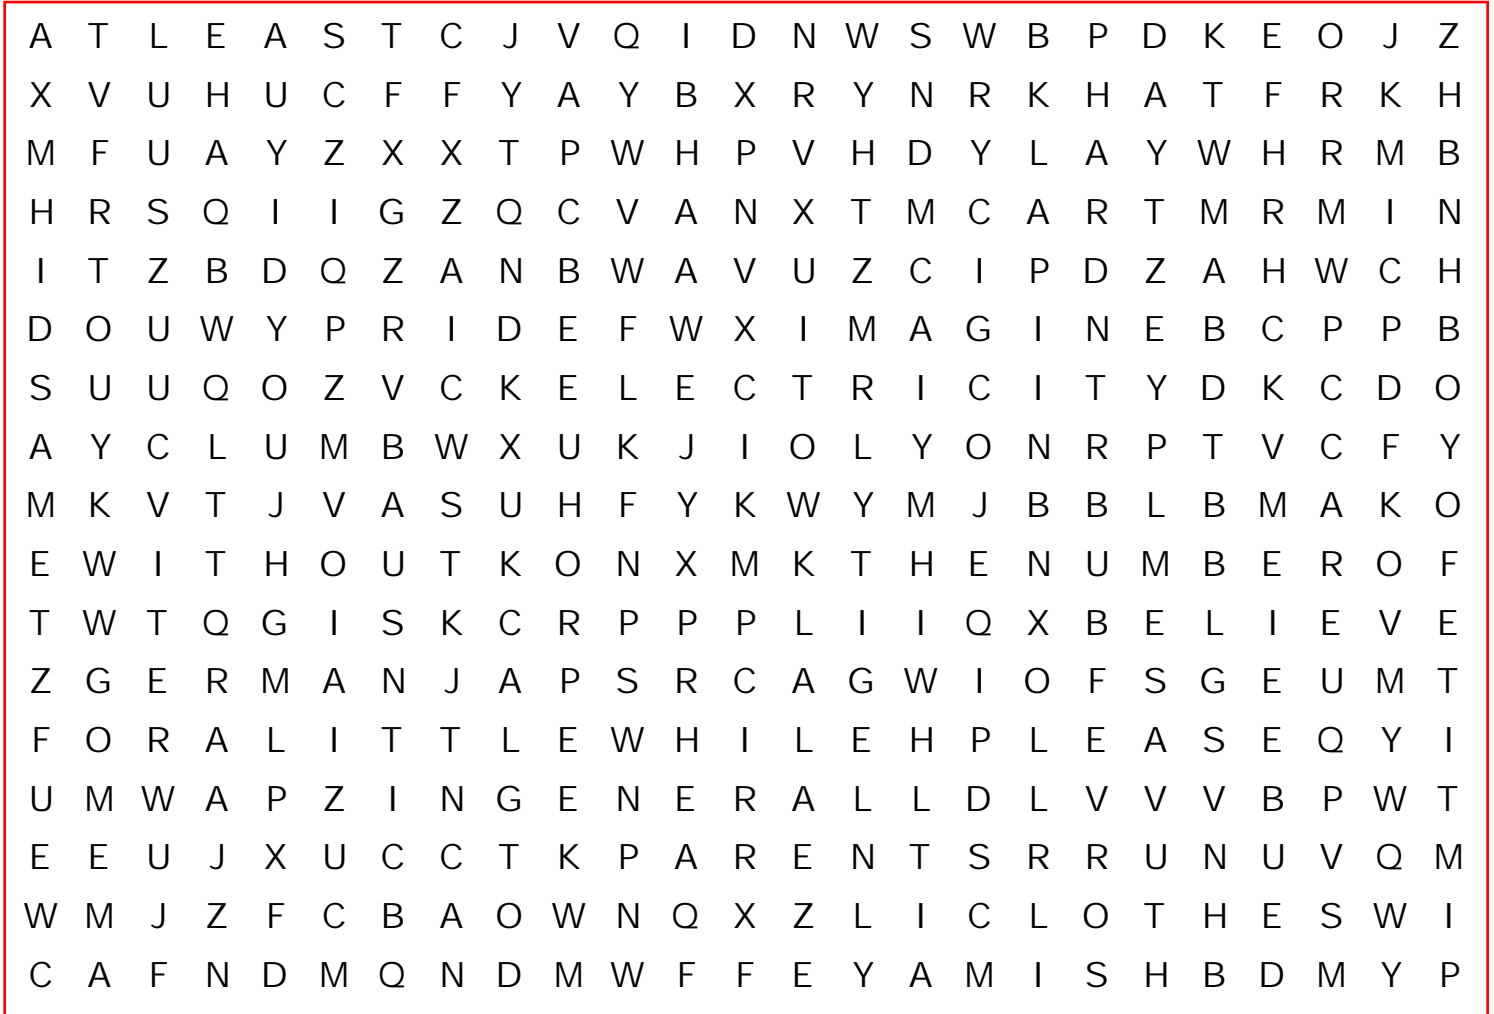 A T L E A S T C J V Q I D N W S W B P D K E O J Z
X V U H U C F F Y A Y B X R Y N R K H A T F R K H
M F U A Y Z X X T P W H P V H D Y L A Y W H R M B
H R S Q I I G Z Q C V A N X T M C A R T M R M I N
I T Z B D Q Z A N B W A V U Z C I P D Z A H W C H
D O U W Y P R I D E F W X I M A G I N E B C P P B
S U U Q O Z V C K E L E C T R I C I T Y D K C D O
A Y C L U M B W X U K J I O L Y O N R P T V C F Y
M K V T J V A S U H F Y K W Y M J B B L B M A K O
E W I T H O U T K O N X M K T H E N U M B E R O F
T W T Q G I S K C R P P P L I I Q X B E L I E V E
Z G E R M A N J A P S R C A G W I O F S G E U M T
F O R A L I T T L E W H I L E H P L E A S E Q Y I
U M W A P Z I N G E N E R A L L D L V V V B P W T
E E U J X U C C T K P A R E N T S R R U N U V Q M
W M J Z F C B A O W N Q X Z L I C L O T H E S W I
C A F N D M Q N D M W F F E Y A M I S H B D M Y P